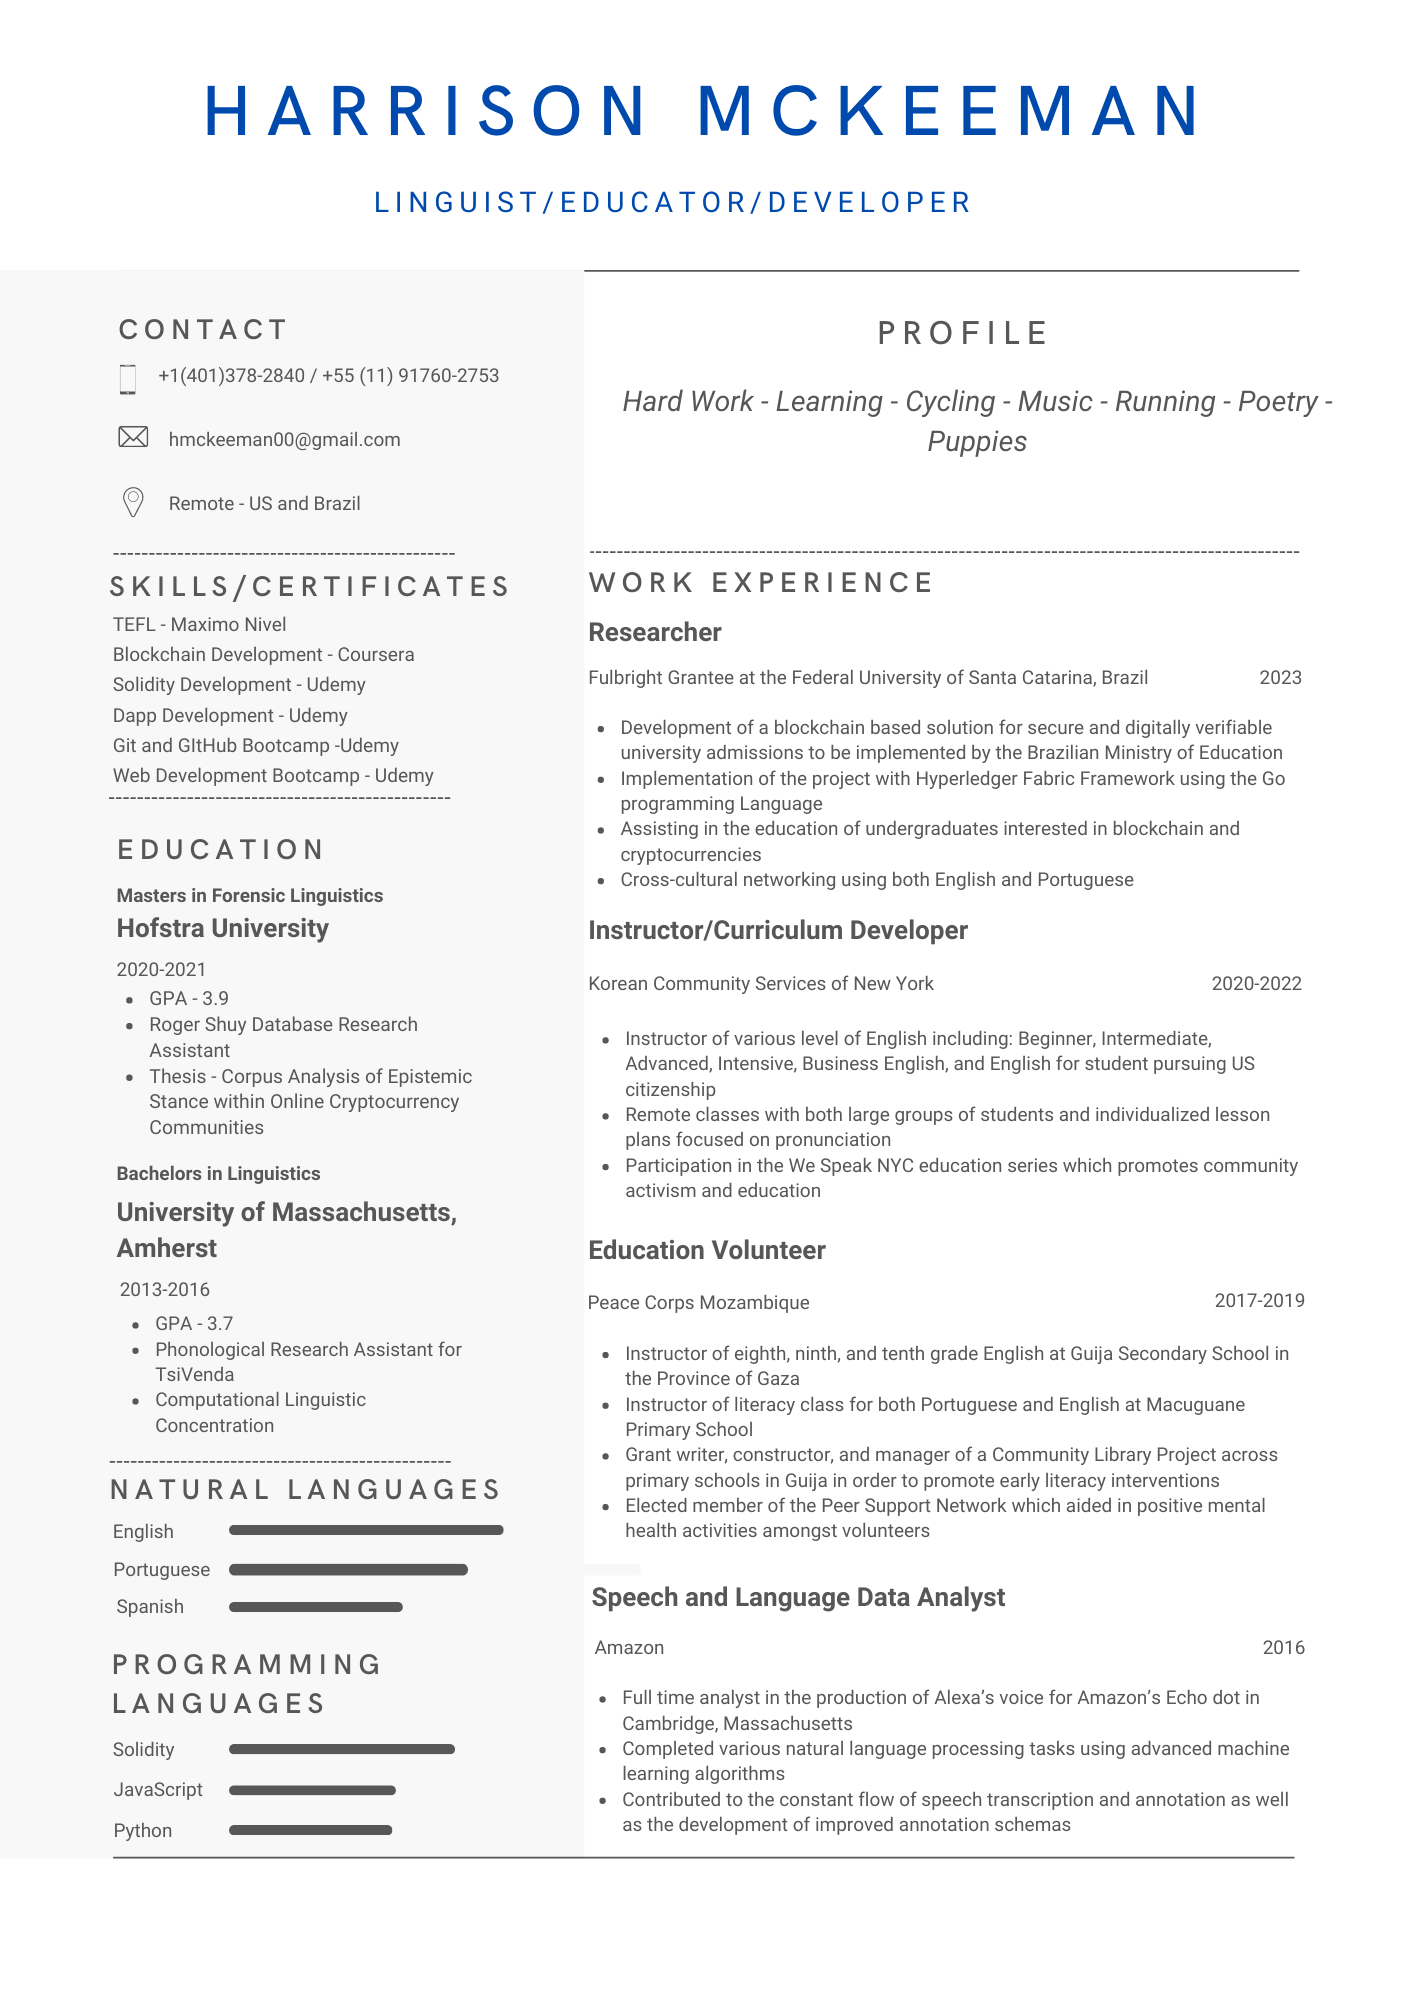 HARRISON MCKEEMAN
LINGUIST/EDUCATOR/DEVELOPER
CONTACT
+1(401)378-2840 / +55 (11) 91760-2753
hmckeeman00@gmail.com
Remote - US and Brazil
-------------------------------------------------
SKILLS/CERTIFICATES
TEFL - Maximo Nivel
Blockchain Development - Coursera
Solidity Development - Udemy
Dapp Development - Udemy
Git and GItHub Bootcamp -Udemy
Web Development Bootcamp - Udemy
-------------------------------------------------
EDUCATION
Masters in Forensic Linguistics
Hofstra University
2020-2021
• GPA - 3.9
• Roger Shuy Database Research
Assistant
• Thesis - Corpus Analysis of Epistemic
Stance within Online Cryptocurrency
Communities
Bachelors in Linguistics
University of Massachusetts,
Amherst
2013-2016
• GPA - 3.7
• Phonological Research Assistant for
TsiVenda
• Computational Linguistic
Concentration
-------------------------------------------------
NATURAL LANGUAGES
English
Portuguese
Spanish
PROGRAMMING
LANGUAGES
Solidity
JavaScript
Python
PROFILE
Hard Work - Learning - Cycling - Music - Running - Poetry -
Puppies
WORK EXPERIENCE
Researcher
Fulbright Grantee at the Federal University of Santa Catarina, Brazil 2023
• Development of a blockchain based solution for secure and digitally verifiable
university admissions to be implemented by the Brazilian Ministry of Education
• Implementation of the project with Hyperledger Fabric Framework using the Go
programming Language
• Assisting in the education of undergraduates interested in blockchain and
cryptocurrencies
• Cross-cultural networking using both English and Portuguese
Instructor/Curriculum Developer
Korean Community Services of New York 2020-2022
• Instructor of various level of English including: Beginner, Intermediate,
Advanced, Intensive, Business English, and English for student pursuing US
citizenship
• Remote classes with both large groups of students and individualized lesson
plans focused on pronunciation
• Participation in the We Speak NYC education series which promotes community
activism and education
Education Volunteer
Peace Corps Mozambique 2017-2019
• Instructor of eighth, ninth, and tenth grade English at Guija Secondary School in
the Province of Gaza
• Instructor of literacy class for both Portuguese and English at Macuguane
Primary School
• Grant writer, constructor, and manager of a Community Library Project across
primary schools in Guija in order to promote early literacy interventions
• Elected member of the Peer Support Network which aided in positive mental
health activities amongst volunteers
Speech and Language Data Analyst
Amazon 2016
• Full time analyst in the production of Alexa’s voice for Amazon’s Echo dot in
Cambridge, Massachusetts
• Completed various natural language processing tasks using advanced machine
learning algorithms
• Contributed to the constant flow of speech transcription and annotation as well
as the development of improved annotation schemas